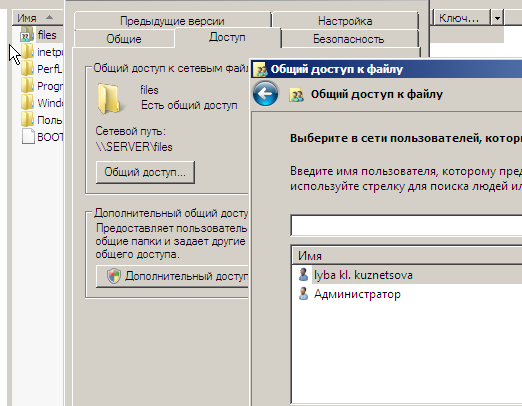 Имя
files
inetp
PerfL
Progr
Windo
Поль
BOOT
Предыдущие версии
Настройка
Общие
Доступ
Безопасность
Ключ...
Общий доступ к сетевым фай
files
Есть общий доступ
Сетевой путь:
\\SERVER\files
Общий доступ...
Дополнительный общий досту
Предоставляет пользователь
общие папки и задает другие
общего доступа.
Дополнительный доступ
Общий доступ к файлу
Общий доступ к файлу
Выберите в сети пользователей, которы
Введите имя пользователя, которому пред
используйте стрелку для поиска людей ил
Имя
lyba kl. kuznetsova
Администратор